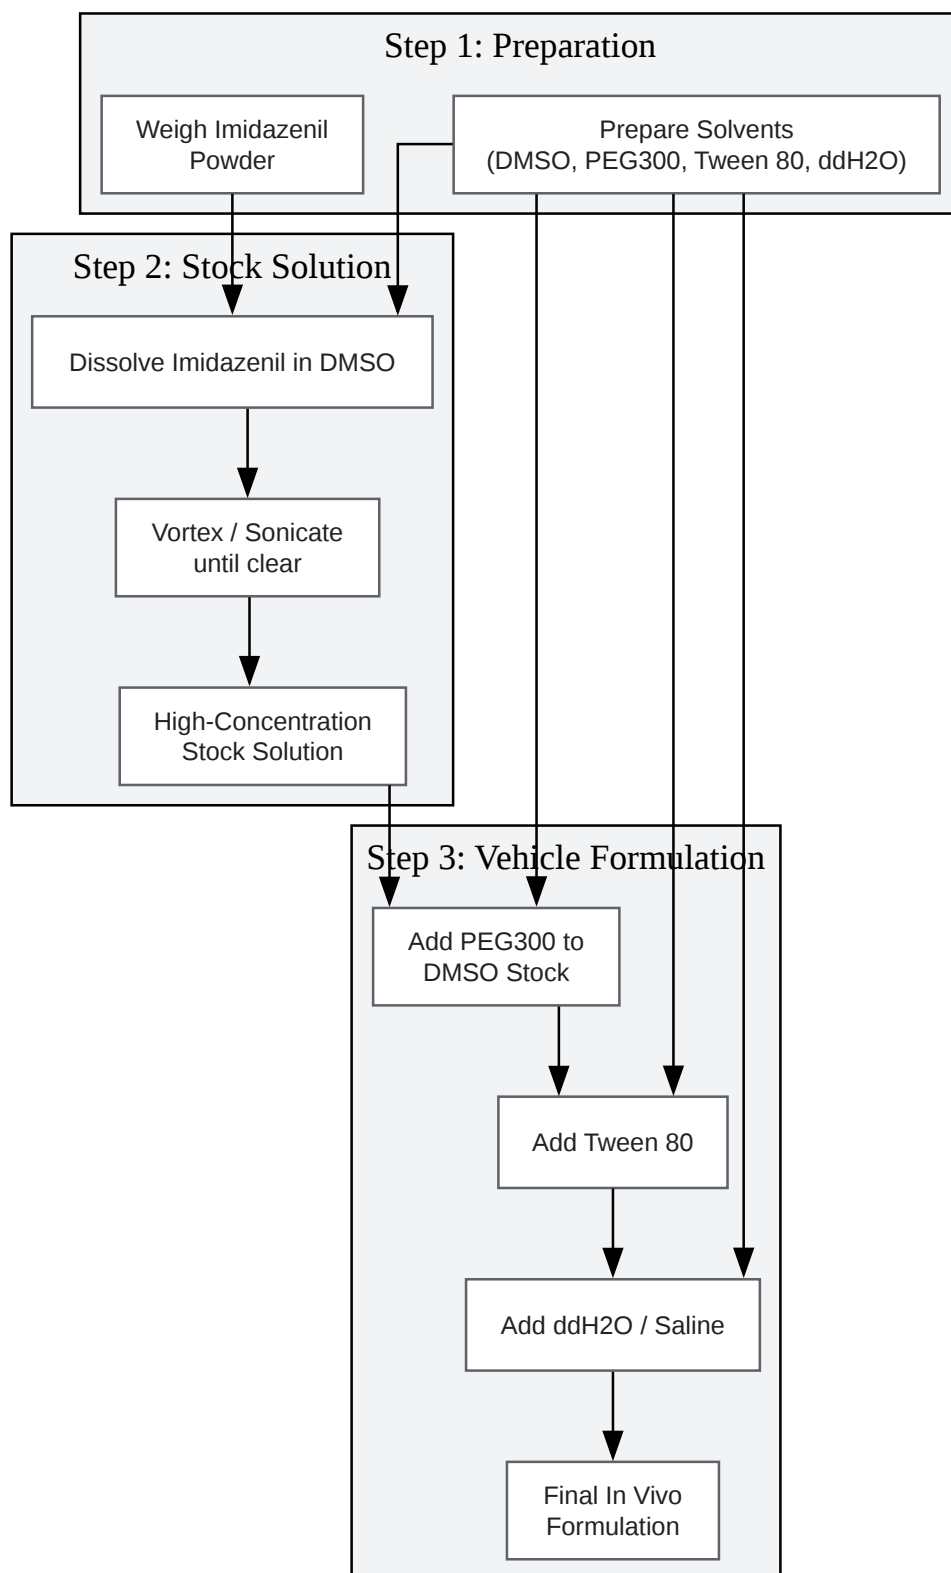 Step 1: Preparation
Weigh Imidazenil
Powder
Prepare Solvents
(DMSO, PEG300, Tween 80, ddH2O)
Step 2: Stock Solution
Dissolve Imidazenil in DMSO
Vortex / Sonicate
until clear
High-Concentration
Stock Solution
Step 3: Vehicle Formulation
Add PEG300 to
DMSO Stock
Add Tween 80
Add ddH2O / Saline
Final In Vivo
Formulation